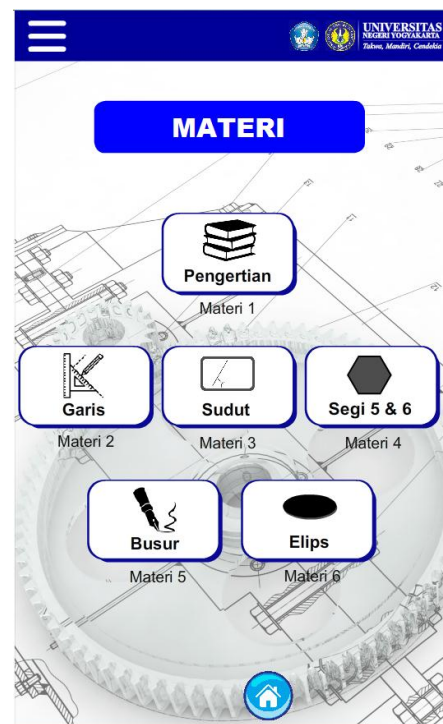 UNIVERSITAS
NEGERI YOGYAKARTA
Takwa, Mandiri, Cendekia
MATERI
Pengertian
Materi 1
Garis
Sudut
Segi 5 & 6
Materi 2
Materi 3
Materi 4
Busur
Elips
Materi 5
Materi 6